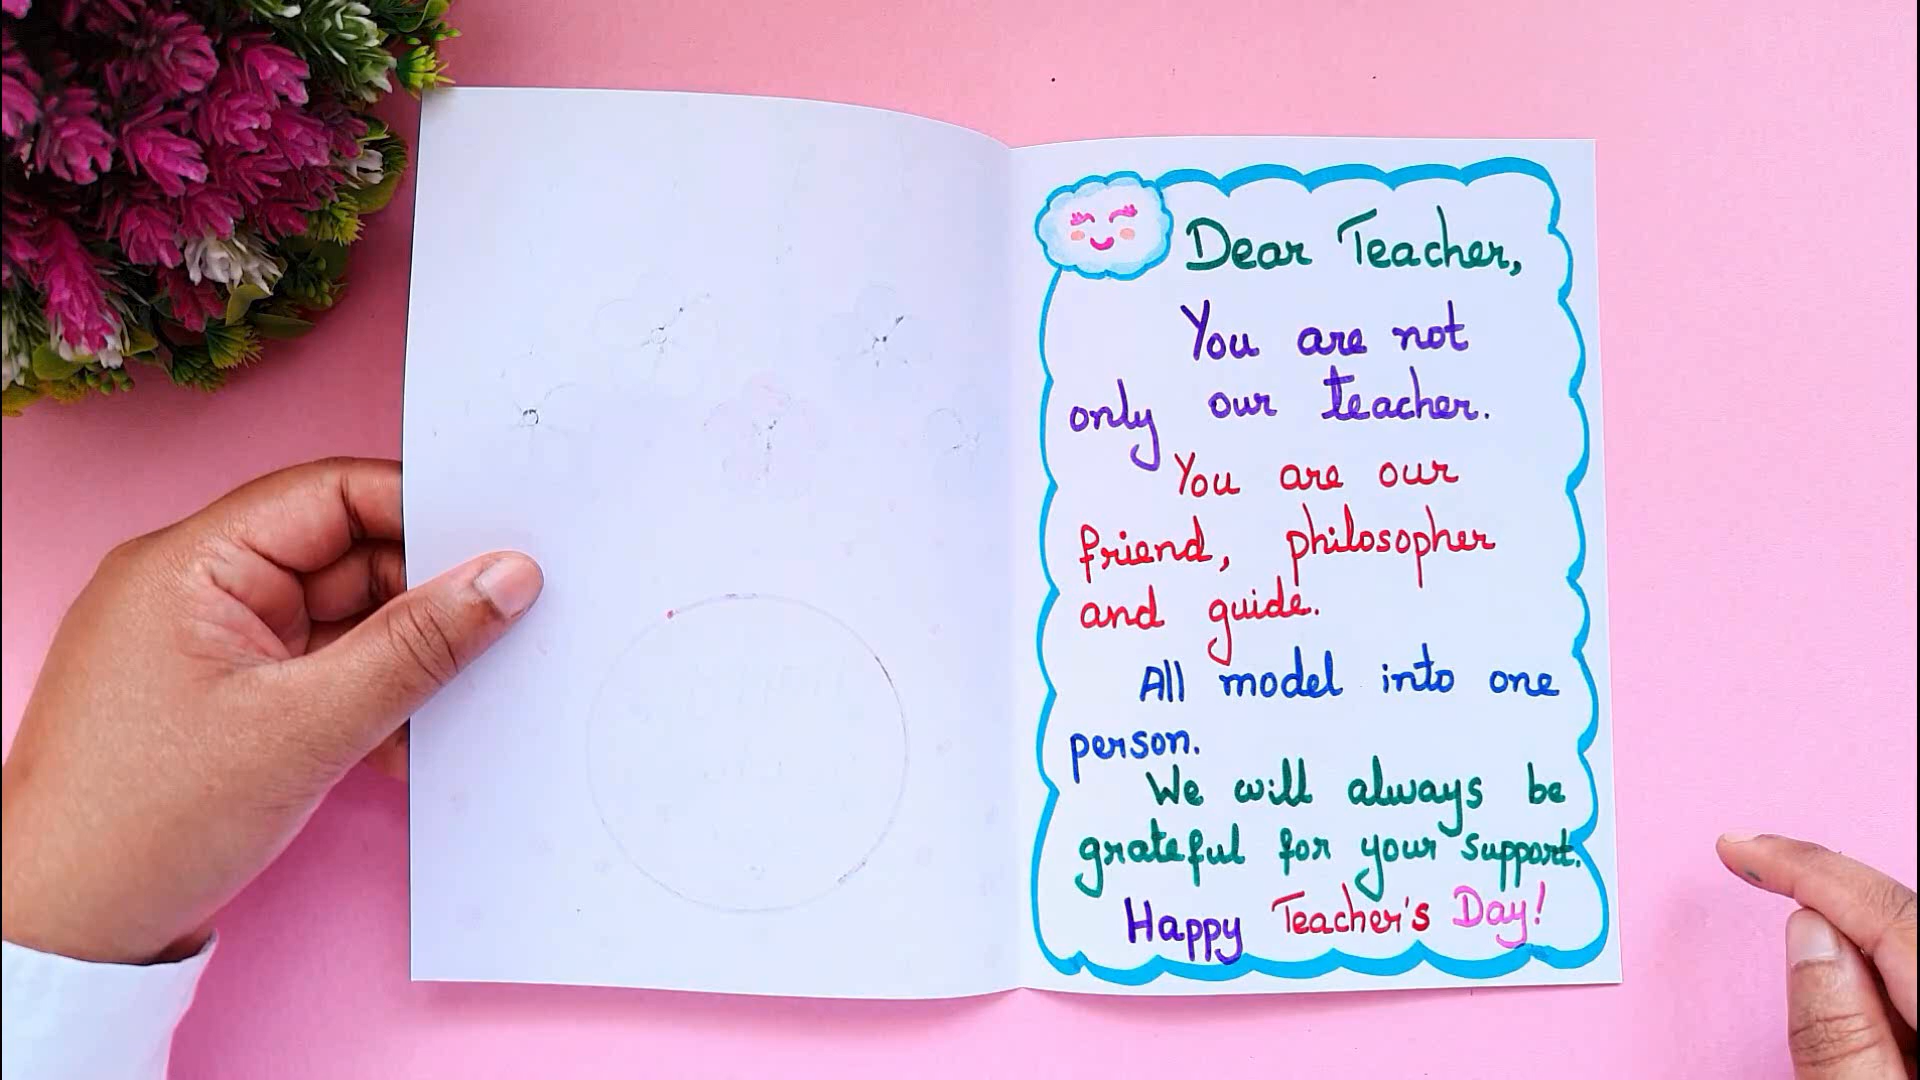 Dear Teacher,
You are not
only our teacher.
You are our
friend, philosopher
and guide.
All model into one
person.
We will always be
grateful for your support.
Happy Teacher's Day!